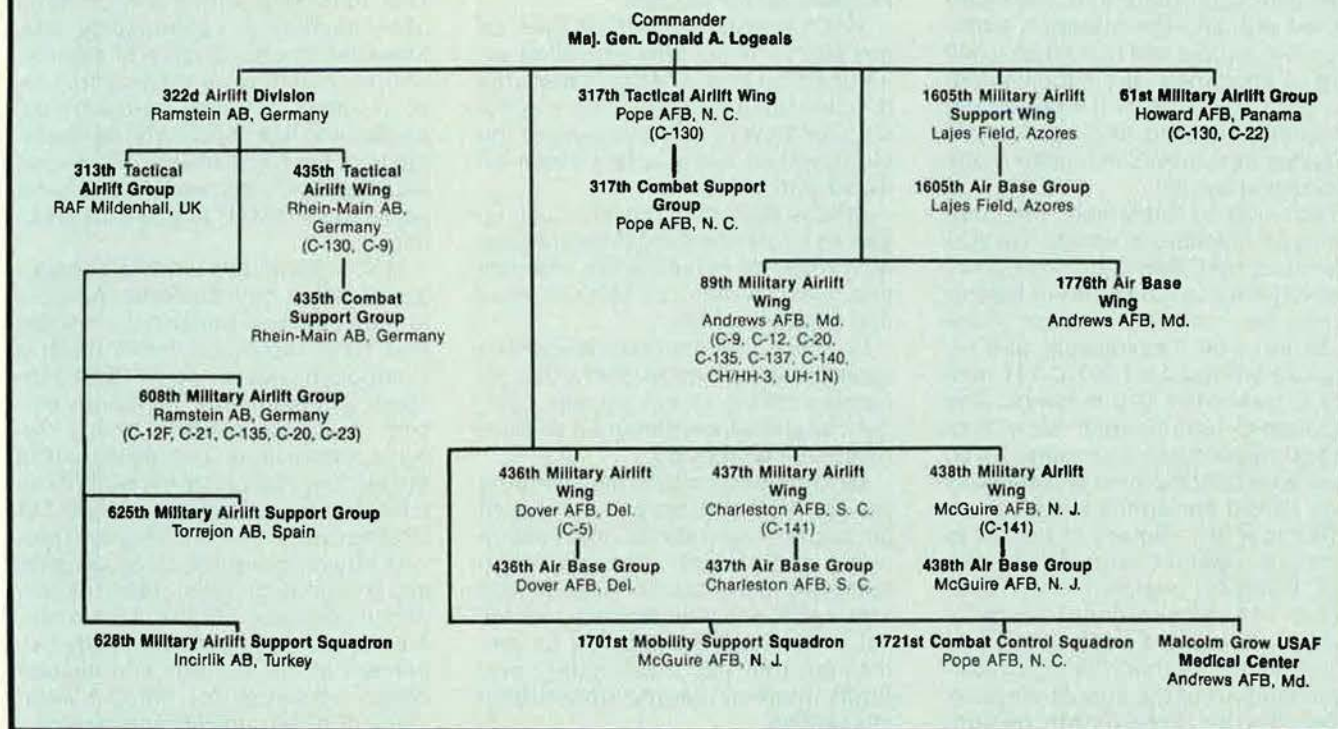 Commander
Maj. Gen. Donald A. Logeais
322d Airlift Division
Ramstein AB, Germany
317th Tactical Airlift Wing
Pope AFB, N. C.
(C-130)
1605th Military Airlift
Support Wing
Lajes Field, Azores
61st Military Airlift Group
Howard AFB, Panama
(C-130, C-22)
313th Tactical
Airlift Group
RAF Mildenhall, UK
435th Tactical
Airlift Wing
Rhein-Main AB,
Germany
(C-130, C-9)
317th Combat Support
Group
Pope AFB, N. C.
1605th Air Base Group
Lajes Field, Azores
435th Combat
Support Group
Rhein-Main AB, Germany
89th Military Airlift
Wing
Andrews AFB, Md.
(C-9, C-12, C-20,
C-135, C-137, C-140,
CH/HH-3, UH-1N)
1776th Air Base
Wing
Andrews AFB, Md.
608th Military Airlift Group
Ramstein AB, Germany
(C-12F, C-21, C-135, C-20, C-23)
436th Military Airlift
Wing
Dover AFB, Del.
(C-5)
437th Military Airlift
Wing
Charleston AFB, S. C.
(C-141)
438th Military Airlift
Wing
McGuire AFB, N. J.
(C-141)
625th Military Airlift Support Group
Torrejon AB, Spain
436th Air Base Group
Dover AFB, Del.
437th Air Base Group
Charleston AFB, S. C.
438th Air Base Group
McGuire AFB, N. J.
628th Military Airlift Support Squadron
Incirlik AB, Turkey
1701st Mobility Support Squadron
McGuire AFB, N. J.
1721st Combat Control Squadron
Pope AFB, N. C.
Malcolm Grow USAF
Medical Center
Andrews AFB, Md.